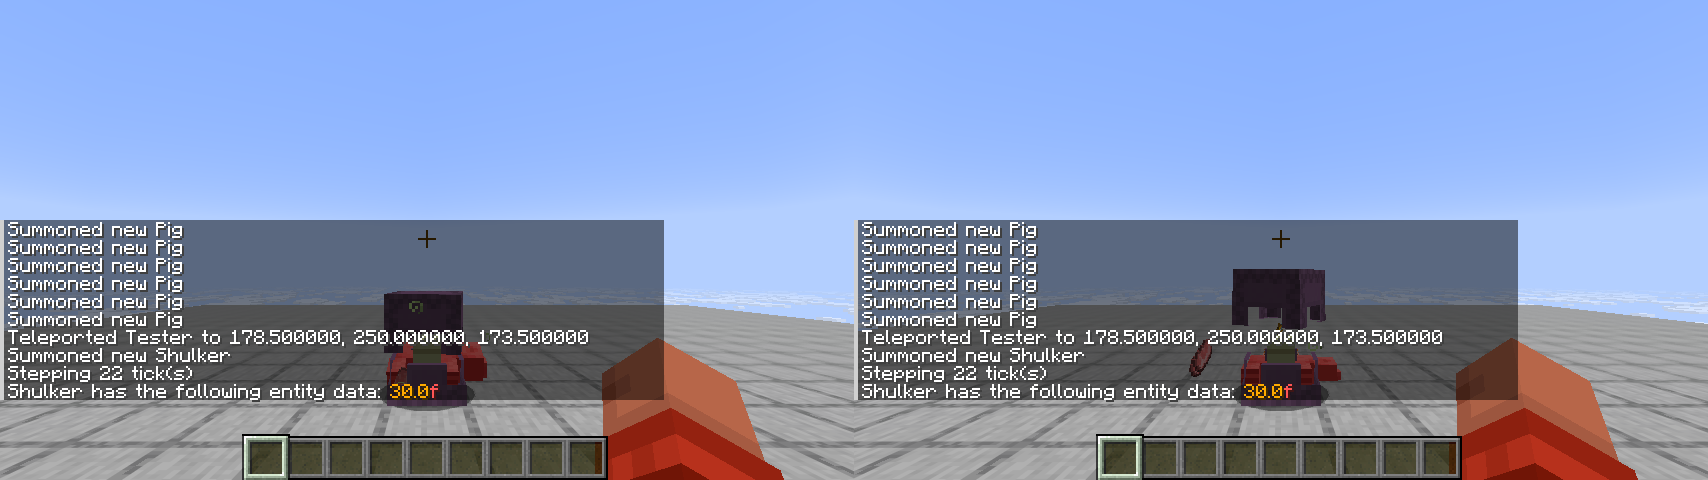 Summoned new Pig
Summoned new Pig
Summoned new Pig
Summoned new Pig
Summoned new Pig
Summoned new Pig
Teleported Tester to 178.500000, 250.000000, 173.500000
Summoned new Shulker
Stepping 22 tick(s)
Shulker has the following entity data: 30.0f
Summoned new Pig
Summoned new Pig
Summoned new Pig
Summoned new Pig
Summoned new Pig
Summoned new Pig
Teleported Tester to 178.500000, 250.000000, 173.500000
Summoned new Shulker
Stepping 22 tick(s)
Shulker has the following entity data: 30.0f